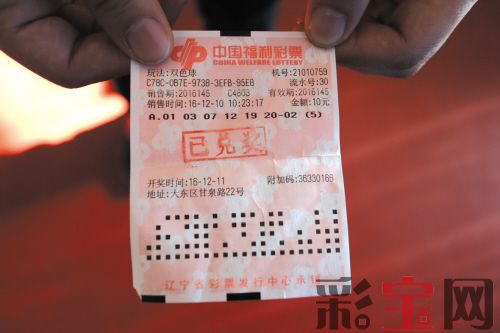 中国福利彩票
CHINA WELFARE LOTTERY
玩法：双色球 机号：21010759
C78C-0B7E-9738-3EFB-95EB 流水号：30
销售期：2016145 C4803 有效期：2016145
销售时间：16-12-10 10:23:17 金额：10元
A.01 03 07 12 19 20-02 (5)
已兑奖
开奖时间：16-12-11 附加码：36330166
地址：大东区甘泉路22号
辽宁省彩票发行中心承销
彩宝网